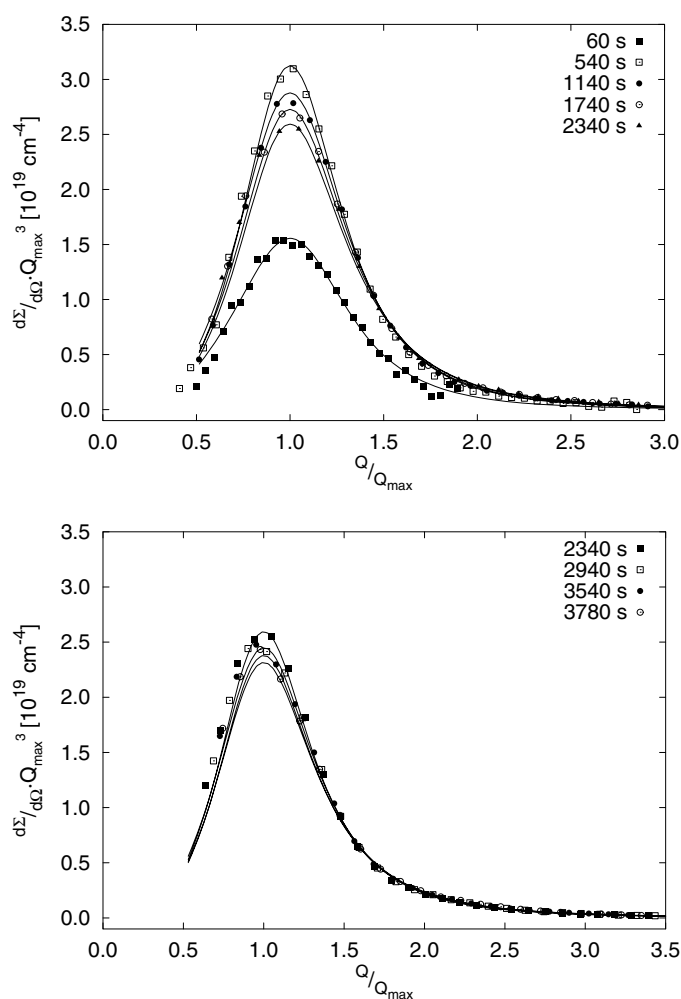 3.5
3.0
2.5
2.0
1.5
1.0
0.5
0.0
dΣ/dΩ·Qmax³ [10¹⁹ cm⁻⁴]
60 s
540 s
1140 s
1740 s
2340 s
0.0 0.5 1.0 1.5 2.0 2.5 3.0
Q/Qmax
3.5
3.0
2.5
2.0
1.5
1.0
0.5
0.0
dΣ/dΩ·Qmax³ [10¹⁹ cm⁻⁴]
2340 s
2940 s
3540 s
3780 s
0.0 0.5 1.0 1.5 2.0 2.5 3.0 3.5
Q/Qmax